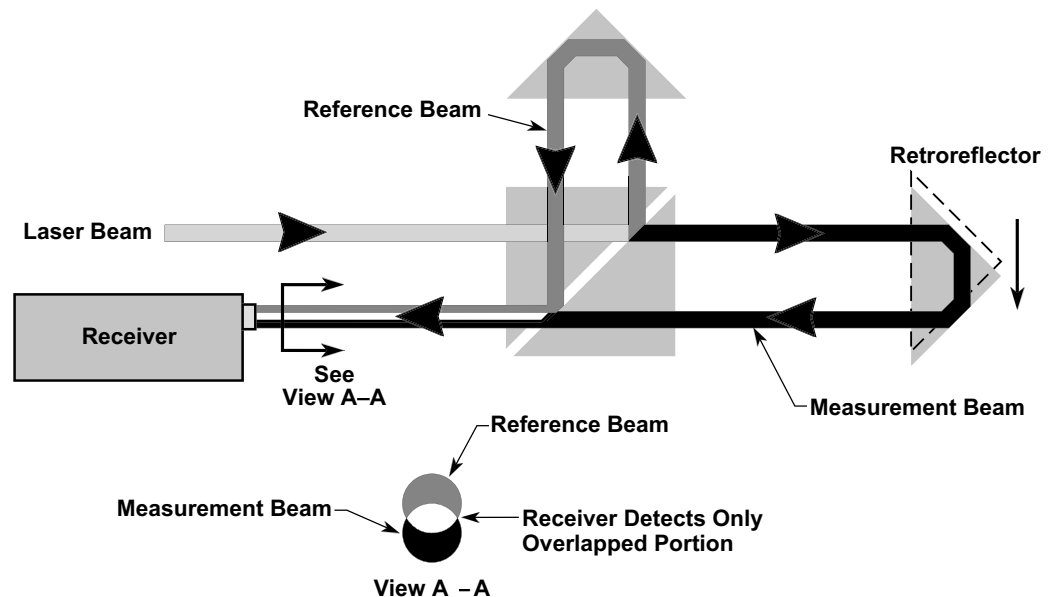 Reference Beam
Retroreflector
Laser Beam
Receiver
See
View A–A
Measurement Beam
Reference Beam
Measurement Beam
Receiver Detects Only
Overlapped Portion
View A – A